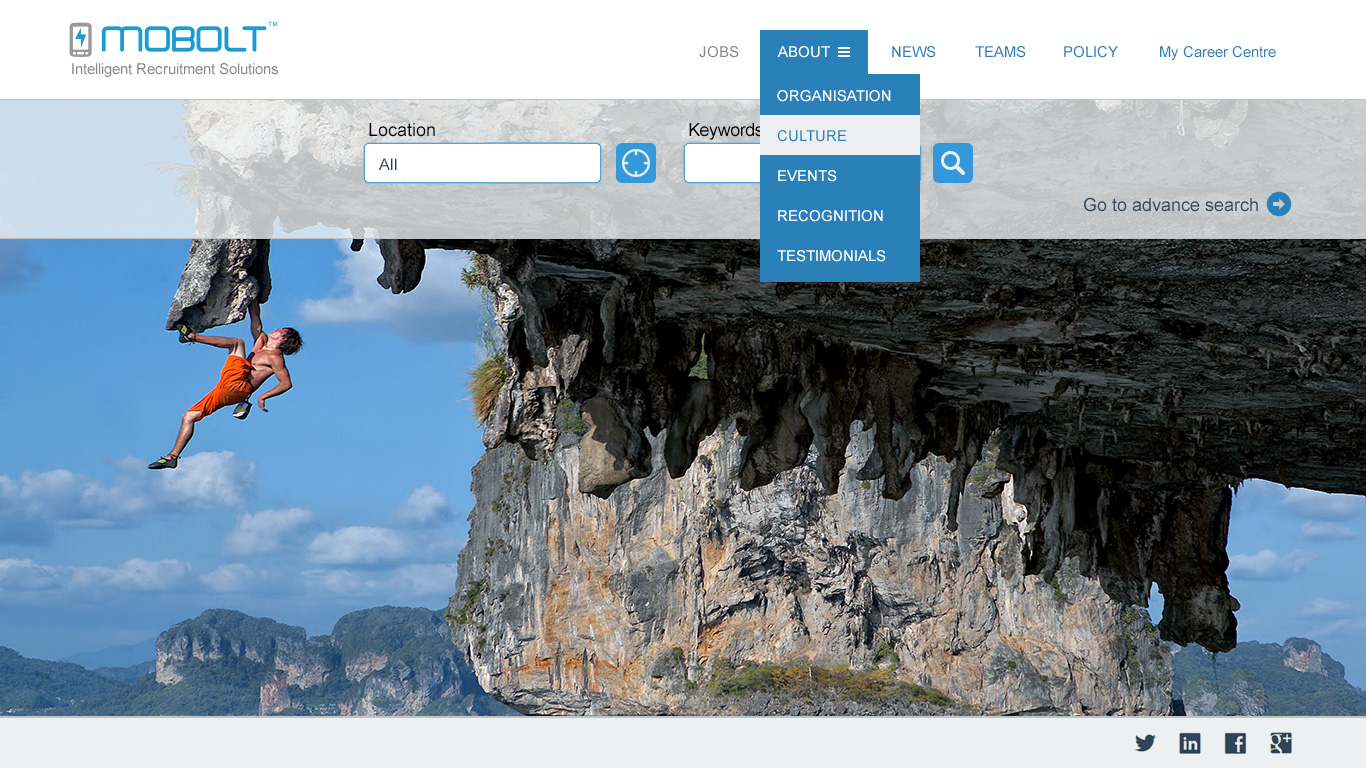 MOBOLT™
Intelligent Recruitment Solutions
JOBS
ABOUT
NEWS
TEAMS
POLICY
My Career Centre
ORGANISATION
CULTURE
EVENTS
RECOGNITION
TESTIMONIALS
Location
Keywords
All
Go to advance search
in
f
g+